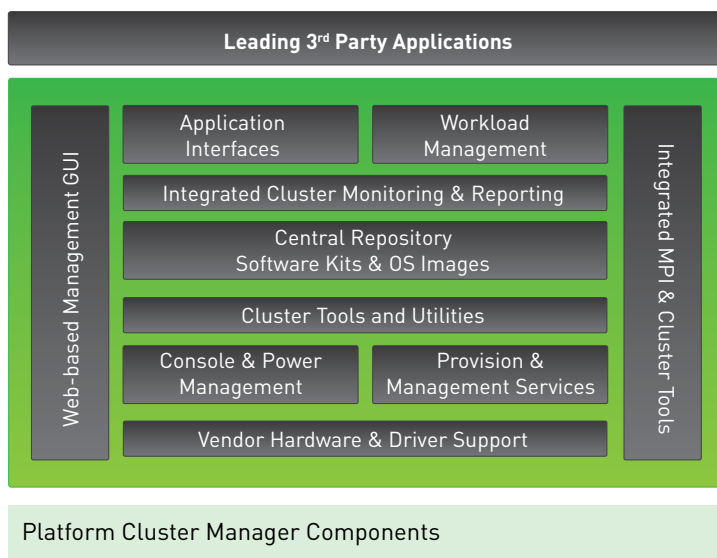 Leading 3rd Party Applications
Web-based Management GUI
Application
Interfaces
Workload
Management
Integrated Cluster Monitoring & Reporting
Central Repository
Software Kits & OS Images
Cluster Tools and Utilities
Console & Power
Management
Provision &
Management Services
Vendor Hardware & Driver Support
Integrated MPI & Cluster Tools
Platform Cluster Manager Components